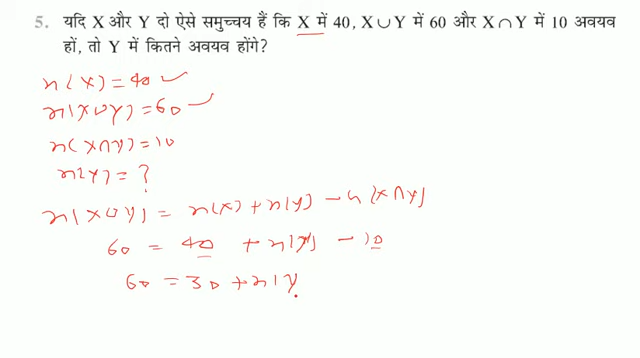 5. यदि X और Y दो ऐसे समुच्चय हैं कि X में 40, X ∪ Y में 60 और X ∩ Y में 10 अवयव
हों, तो Y में कितने अवयव होंगे?
n(X) = 40 ✓
n(X∪Y) = 60 ✓
n(X∩Y) = 10
n(Y) = ?
n(X∪Y) = n(X) + n(Y) - n(X∩Y)
60 = 40 + n(Y) - 10
60 = 30 + n(Y